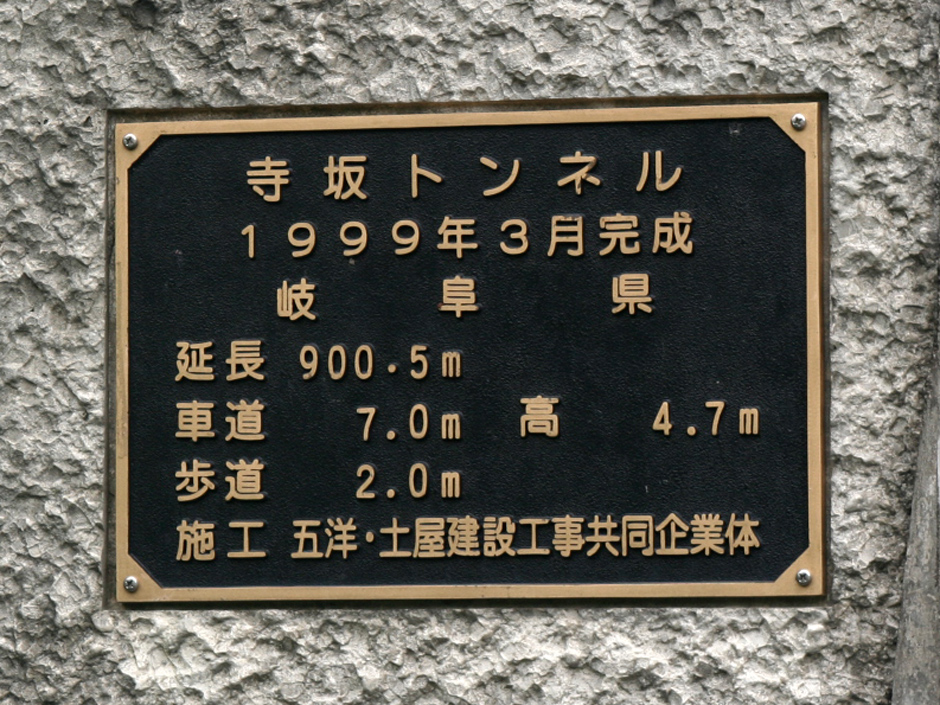 寺坂トンネル
1999年3月完成
岐阜県
延長 900.5m
車道 7.0m 高 4.7m
歩道 2.0m
施工 五洋・土屋建設工事共同企業体